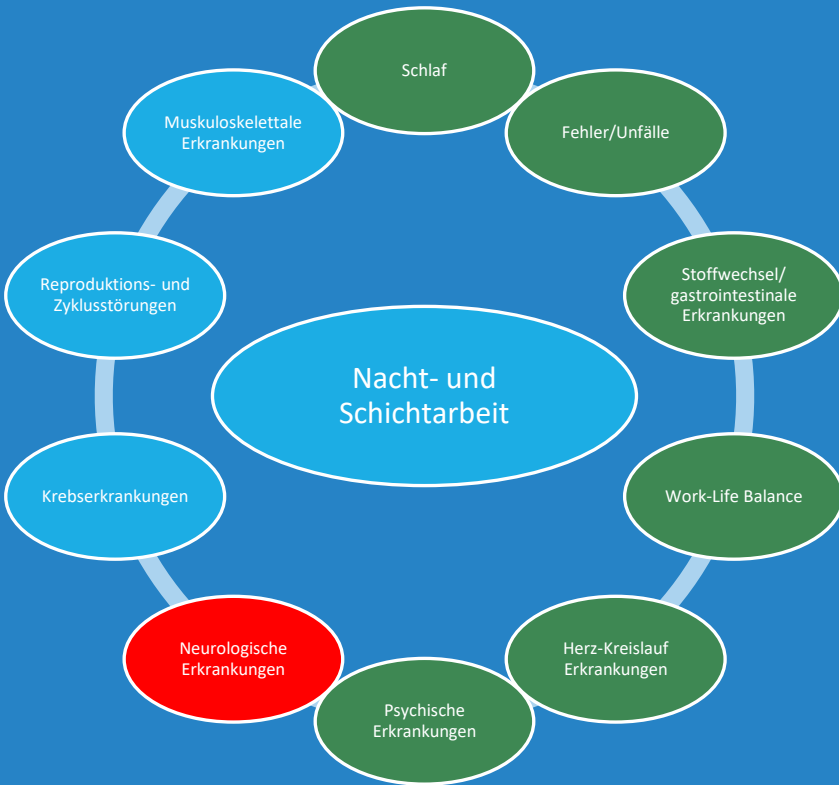 Schlaf
Muskuloskelettale
Erkrankungen
Fehler/Unfälle
Reproduktions- und
Zyklusstörungen
Stoffwechsel/
gastrointestinale
Erkrankungen
Nacht- und
Schichtarbeit
Krebserkrankungen
Work-Life Balance
Neurologische
Erkrankungen
Herz-Kreislauf
Erkrankungen
Psychische
Erkrankungen